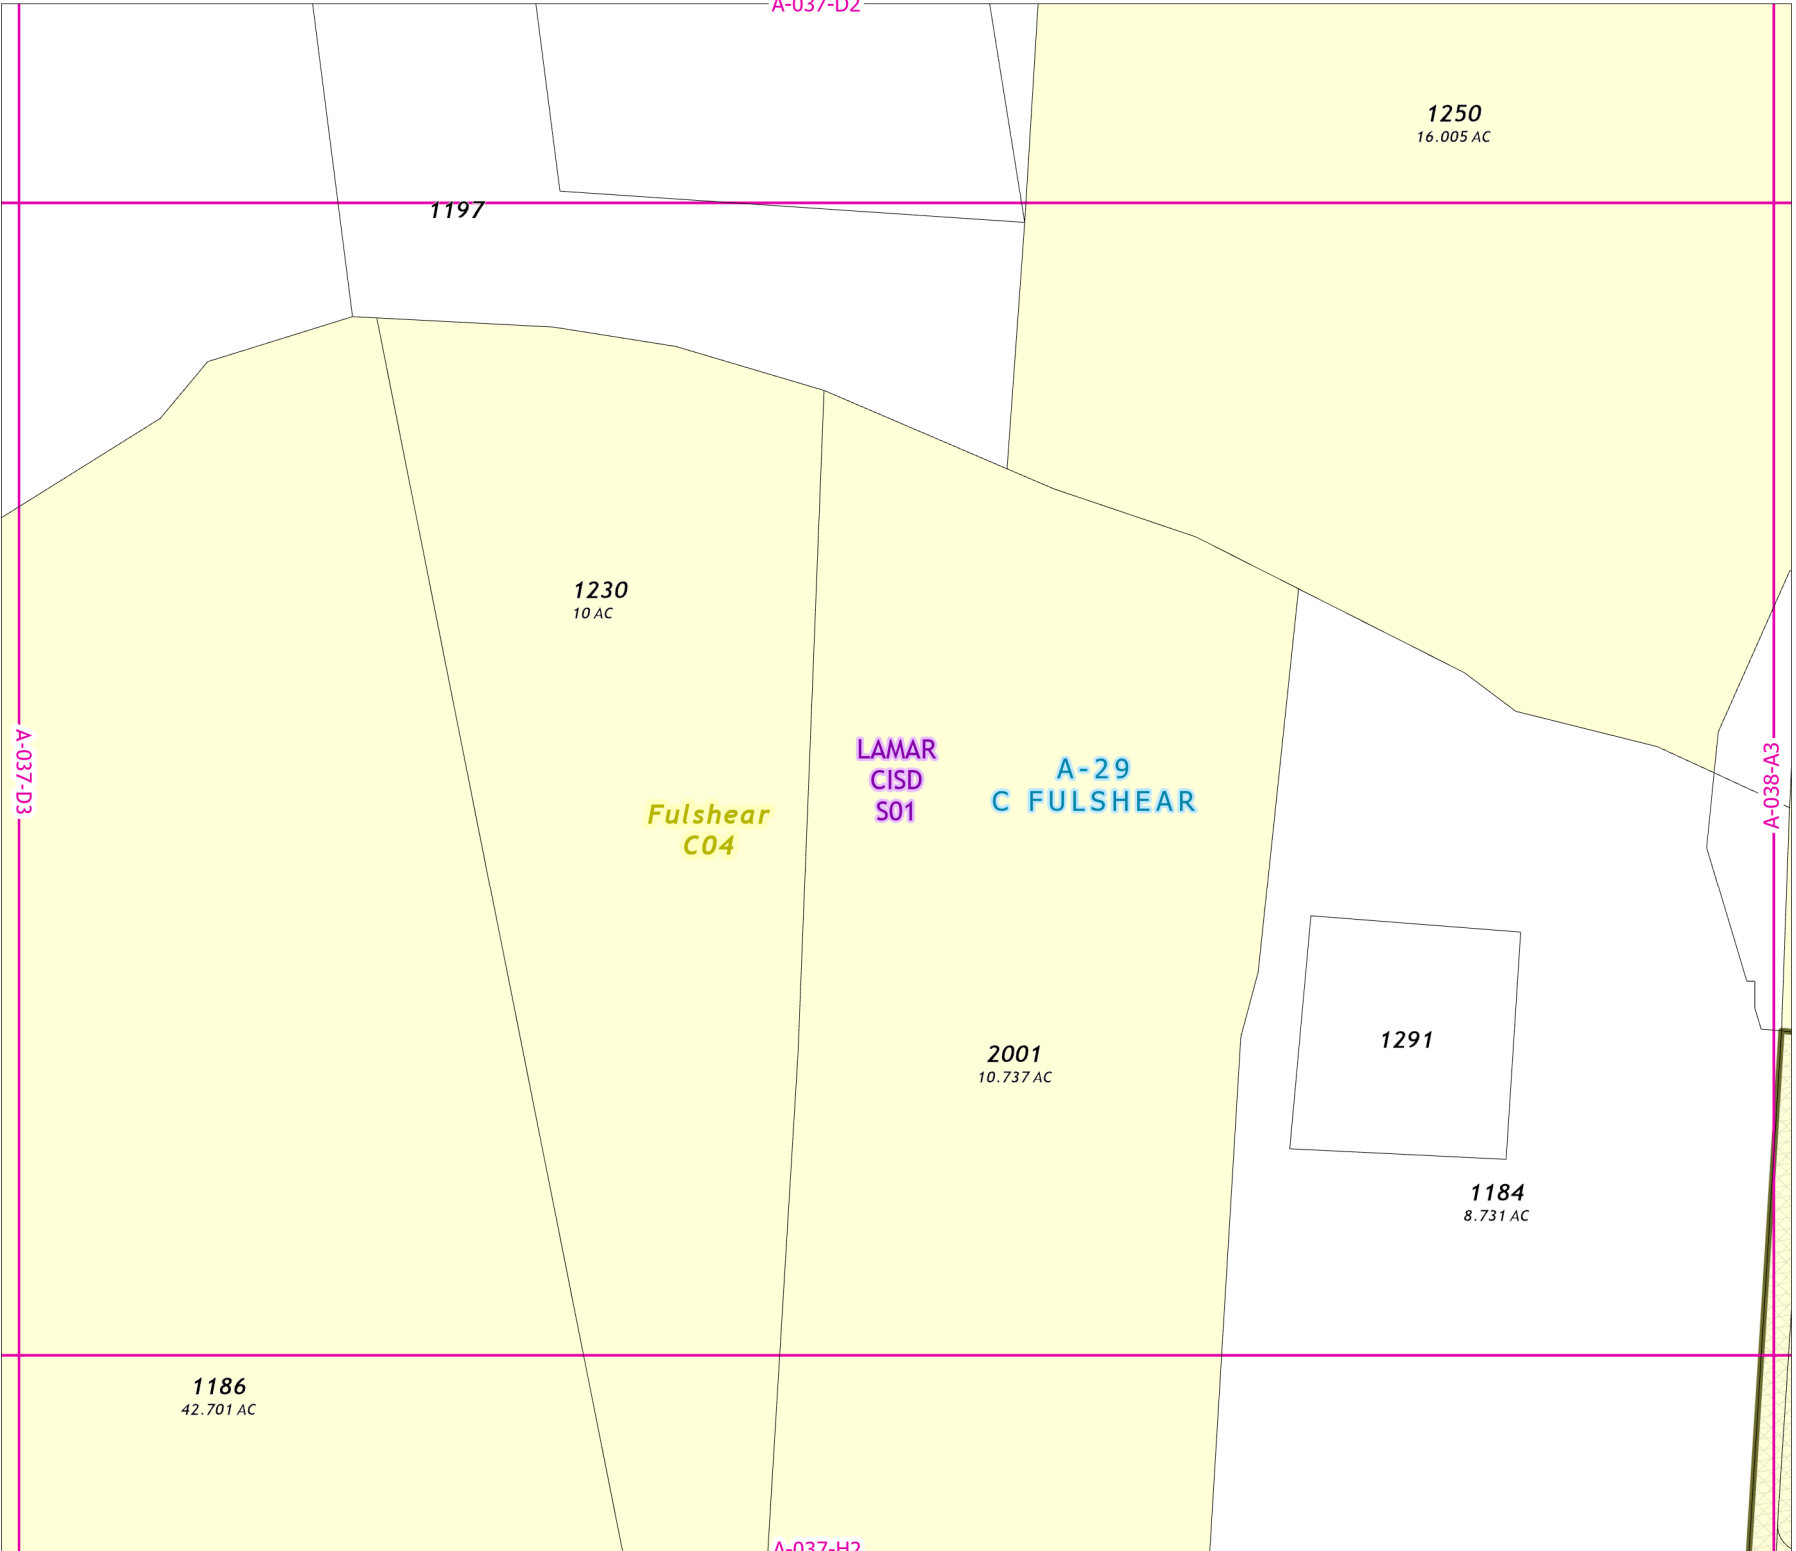 A-037-D2
1250
16.005 AC
1197
1230
10 AC
A-037-D3
LAMAR
CISD
S01
A-29
C FULSHEAR
A-038-A3
Fulshear
C04
2001
10.737 AC
1291
1184
8.731 AC
1186
42.701 AC
A-037-H2